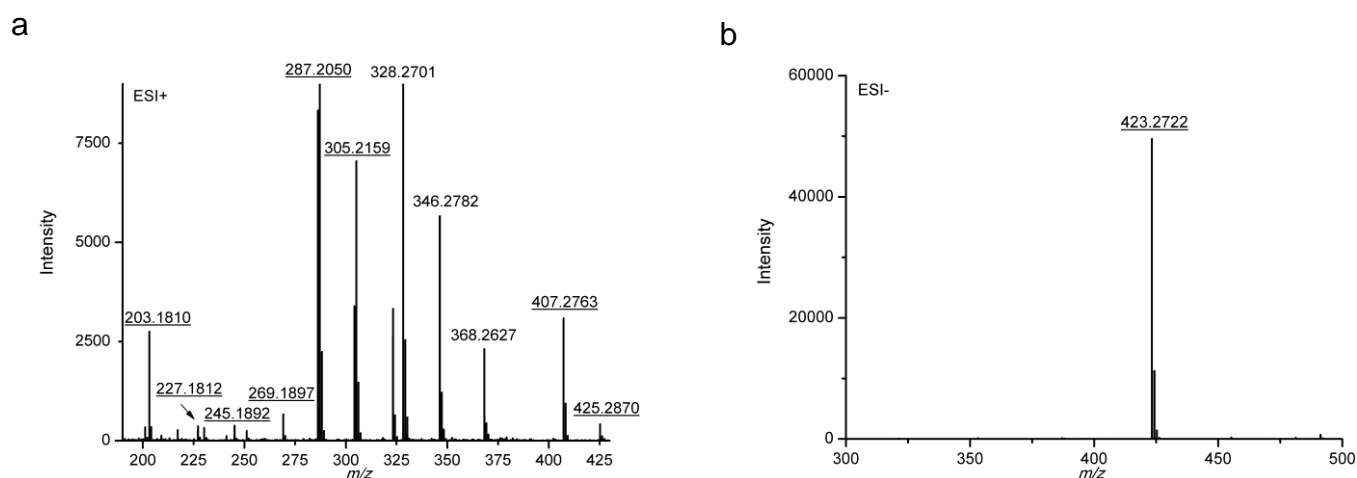 a
ESI+
287.2050
328.2701
305.2159
346.2782
203.1810
407.2763
368.2627
227.1812
269.1897
245.1892
425.2870
7500
5000
2500
0
Intensity
200 225 250 275 300 325 350 375 400 425
m/z
b
ESI-
423.2722
60000
40000
20000
0
Intensity
300 350 400 450 500
m/z